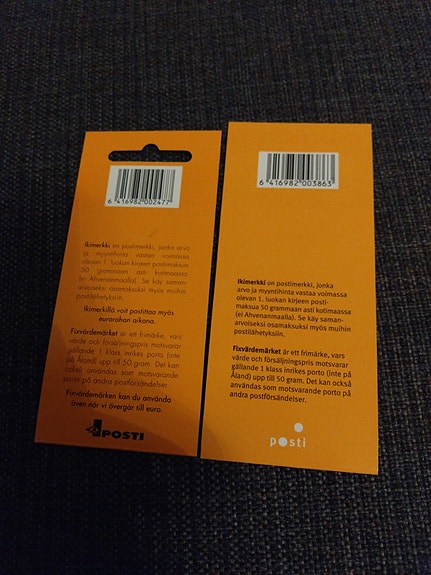 6 416982 002477
Ikimerkki on postimerkki, jonka arvo
ja myyntihinta vastaa voimassa
olevan 1. luokan kirjeen postimaksua
50 grammaan asti kotimaassa
(ei Ahvenanmaalla). Se käy saman-
arvoiseksi osamaksuksi myös muihin
postilähetyksiin.
Ikimerkillä voit postittaa myös
eurorahan aikana.
Fixvärdemärket är ett frimärke, vars
värde och försäljningspris motsvarar
gällande 1 klass inrikes porto (inte
på Åland) upp till 50 gram. Det kan
också användas som motsvarande
porto på andra postförsändelser.
Fixvärdemärken kan du använda
även när vi övergår till euro.
POSTI
6 416982 003863
Ikimerkki on postimerkki, jonka
arvo ja myyntihinta vastaa voimassa
olevan 1. luokan kirjeen posti-
maksua 50 grammaan asti kotimaassa
(ei Ahvenanmaalla). Se käy saman-
arvoiseksi osamaksuksi myös muihin
postilähetyksiin.
Fixvärdemärket är ett frimärke, vars
värde och försäljningspris motsvarar
gällande 1 klass inrikes porto (inte på
Åland) upp till 50 gram. Det kan också
användas som motsvarande porto på
andra postförsändelser.
posti